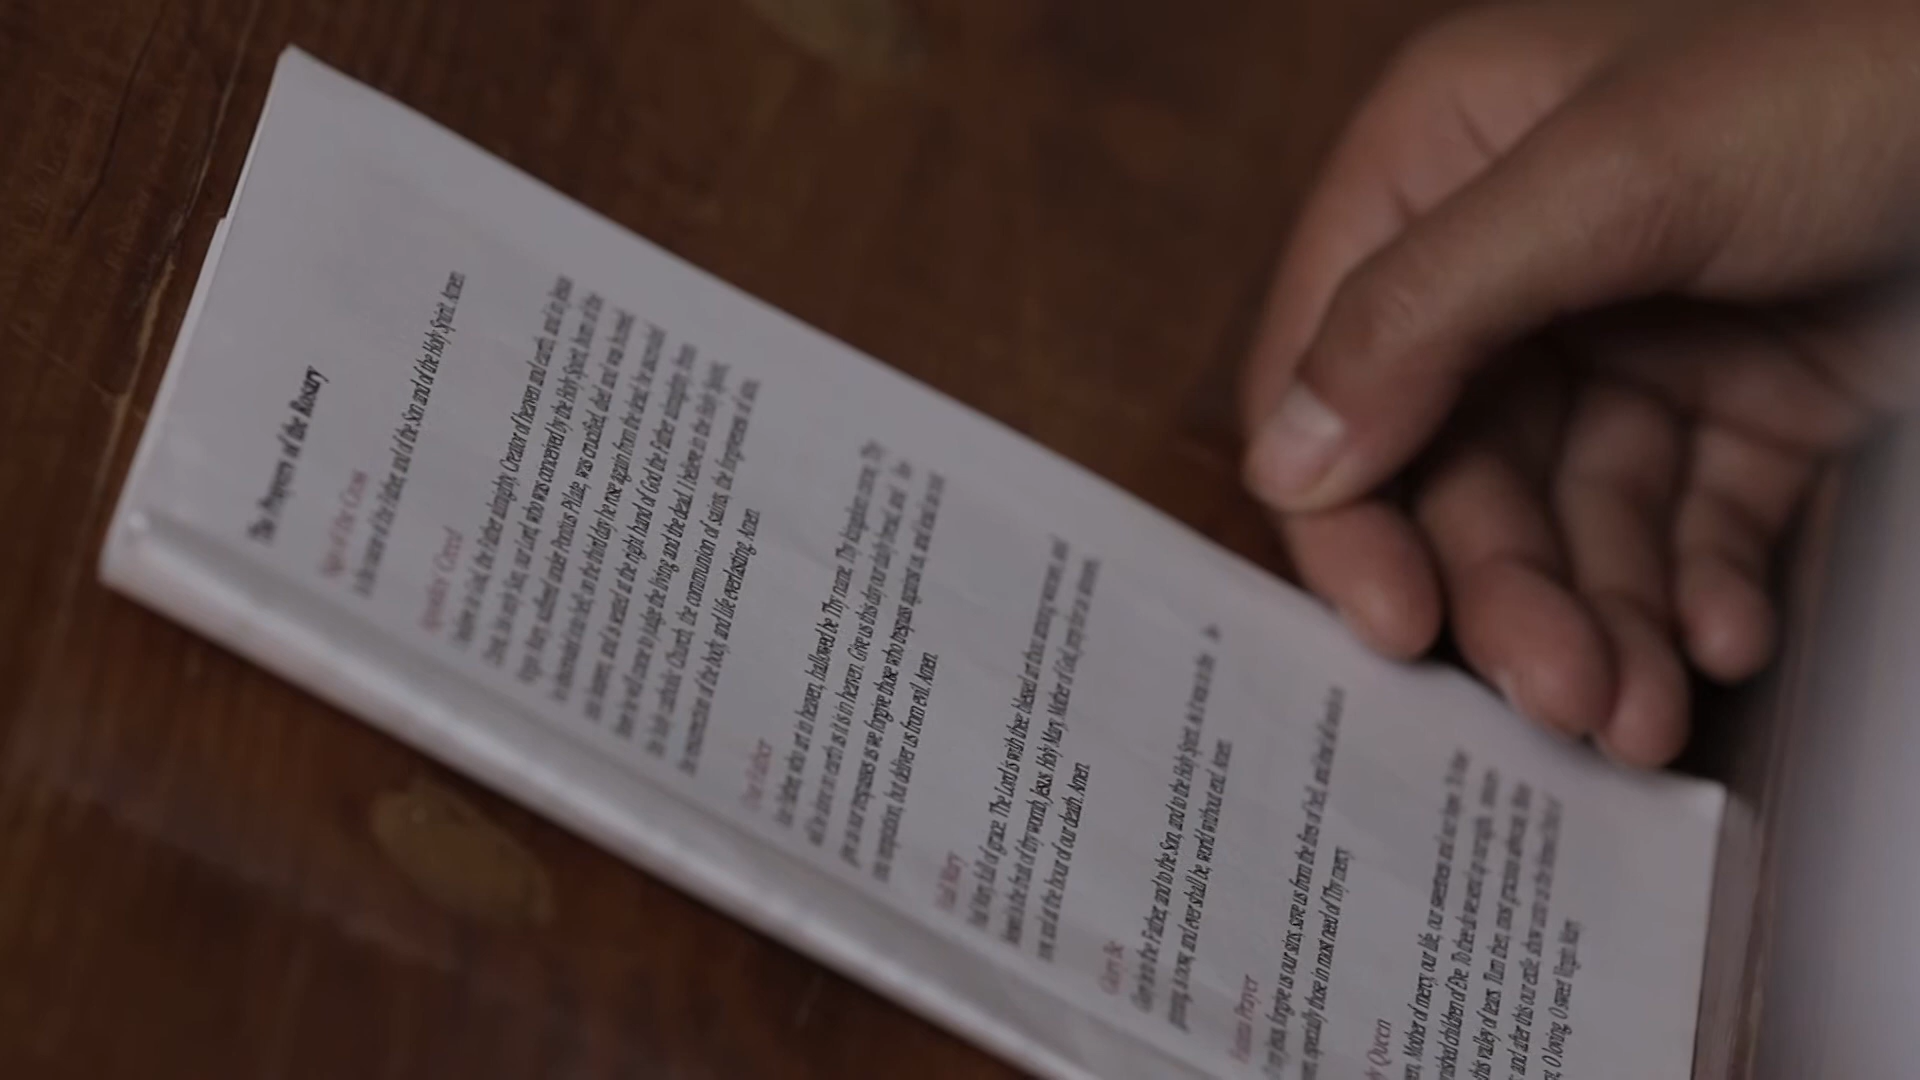 The Prayers of the Rosary
Sign of the Cross
In the name of the Father, and of the Son and of the Holy Spirit. Amen.
Apostles' Creed
I believe in God, the Father almighty, Creator of heaven and earth, and in Jesus
Christ, his only Son, our Lord, who was conceived by the Holy Spirit, born of the
Virgin Mary, suffered under Pontius Pilate, was crucified, died and was buried;
he descended into hell; on the third day he rose again from the dead; he ascended
into heaven, and is seated at the right hand of God the Father almighty; from
there he will come to judge the living and the dead. I believe in the Holy Spirit,
the holy catholic Church, the communion of saints, the forgiveness of sins,
the resurrection of the body, and life everlasting. Amen.
Our Father
Our Father, who art in heaven, hallowed be Thy name. Thy kingdom come, Thy
will be done on earth as it is in heaven. Give us this day our daily bread, and
give us our trespasses as we forgive those who trespass against us, and lead us not
into temptation, but deliver us from evil. Amen.
Hail Mary
Hail Mary full of grace. The Lord is with thee; blessed art thou among women, and
blessed is the fruit of thy womb, Jesus. Holy Mary, Mother of God, pray for us sinners,
now and at the hour of our death. Amen.
Glory Be
Glory be to the Father, and to the Son, and to the Holy Spirit. As it was in the be-
ginning, is now, and ever shall be, world without end. Amen.
Fatima Prayer
O my Jesus, forgive us our sins, save us from the fires of hell, and lead all souls to
especially those in most need of Thy mercy.
Queen
Mother of mercy, our life, our sweetness and our hope. To thee
children of Eve. To thee do we send up our sighs,
this valley of tears. Turn then, most gracious advocate, thine
and after this our exile, show unto us the
O loving, O sweet Virgin Mary